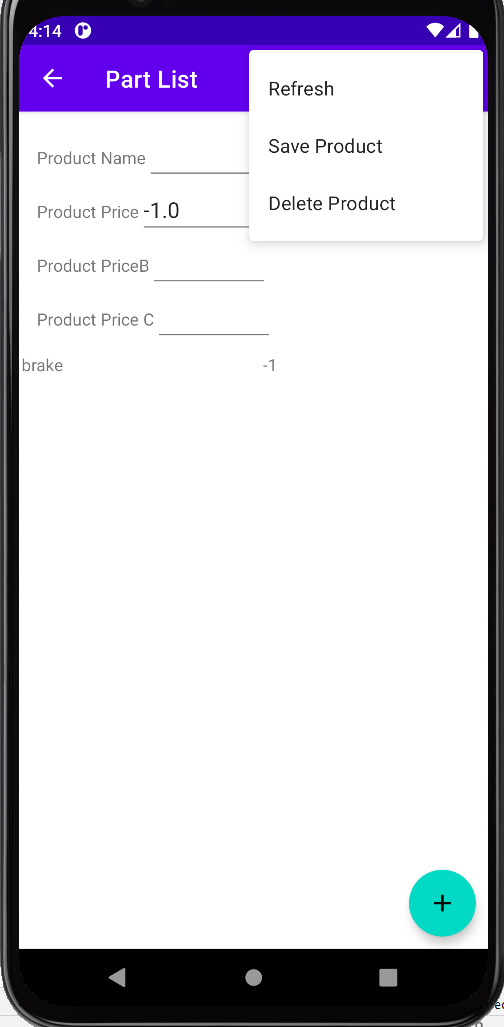 4:14
Part List
Refresh
Save Product
Delete Product
Product Name
Product Price -1.0
Product PriceB
Product Price C
brake -1
+